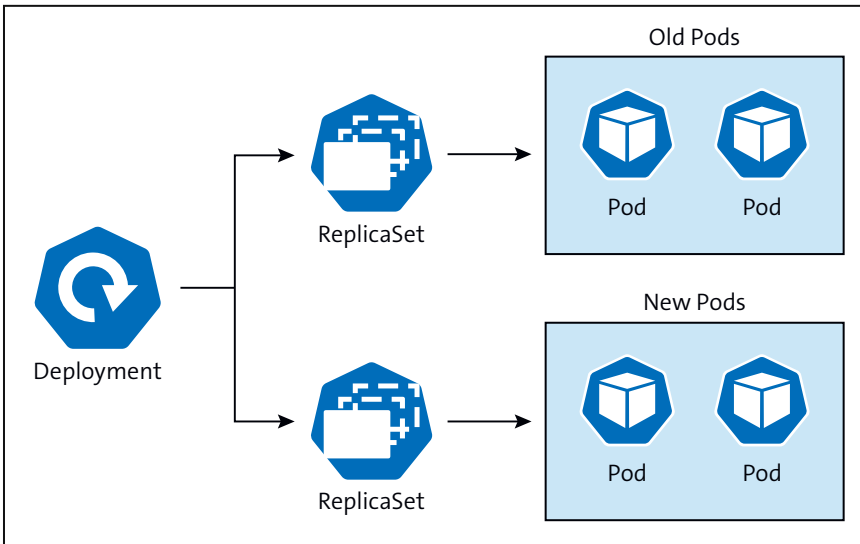 Old Pods
Pod
Pod
ReplicaSet
Deployment
New Pods
Pod
Pod
ReplicaSet